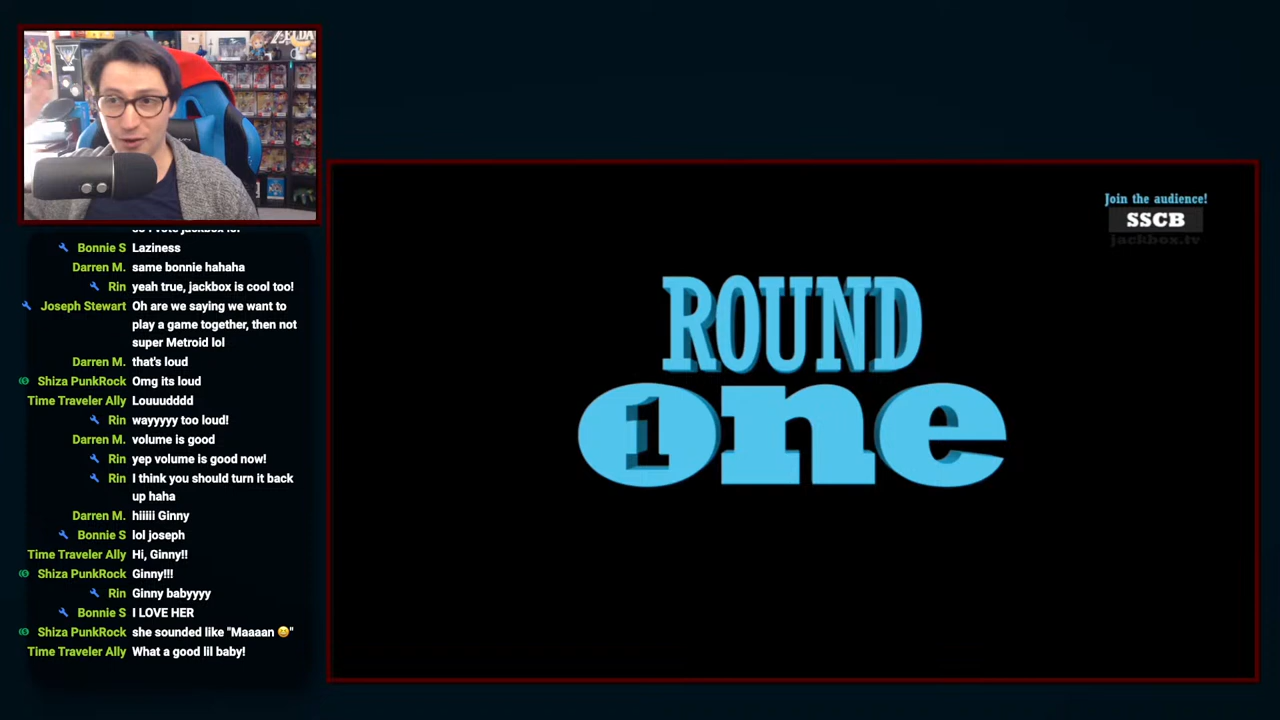 so I vote jackbox lol
Bonnie S Laziness
Darren M. same bonnie hahaha
Rin yeah true, jackbox is cool too!
Joseph Stewart Oh are we saying we want to
play a game together, then not
super Metroid lol
Darren M. that's loud
Shiza PunkRock Omg its loud
Time Traveler Ally Louuudddd
Rin wayyyyy too loud!
Darren M. volume is good
Rin yep volume is good now!
Rin I think you should turn it back
up haha
Darren M. hiiiii Ginny
Bonnie S lol joseph
Time Traveler Ally Hi, Ginny!!
Shiza PunkRock Ginny!!!
Rin Ginny babyyyy
Bonnie S I LOVE HER
Shiza PunkRock she sounded like "Maaaan 😆"
Time Traveler Ally What a good lil baby!
Join the audience!
SSCB
jackbox.tv
ROUND
one
1